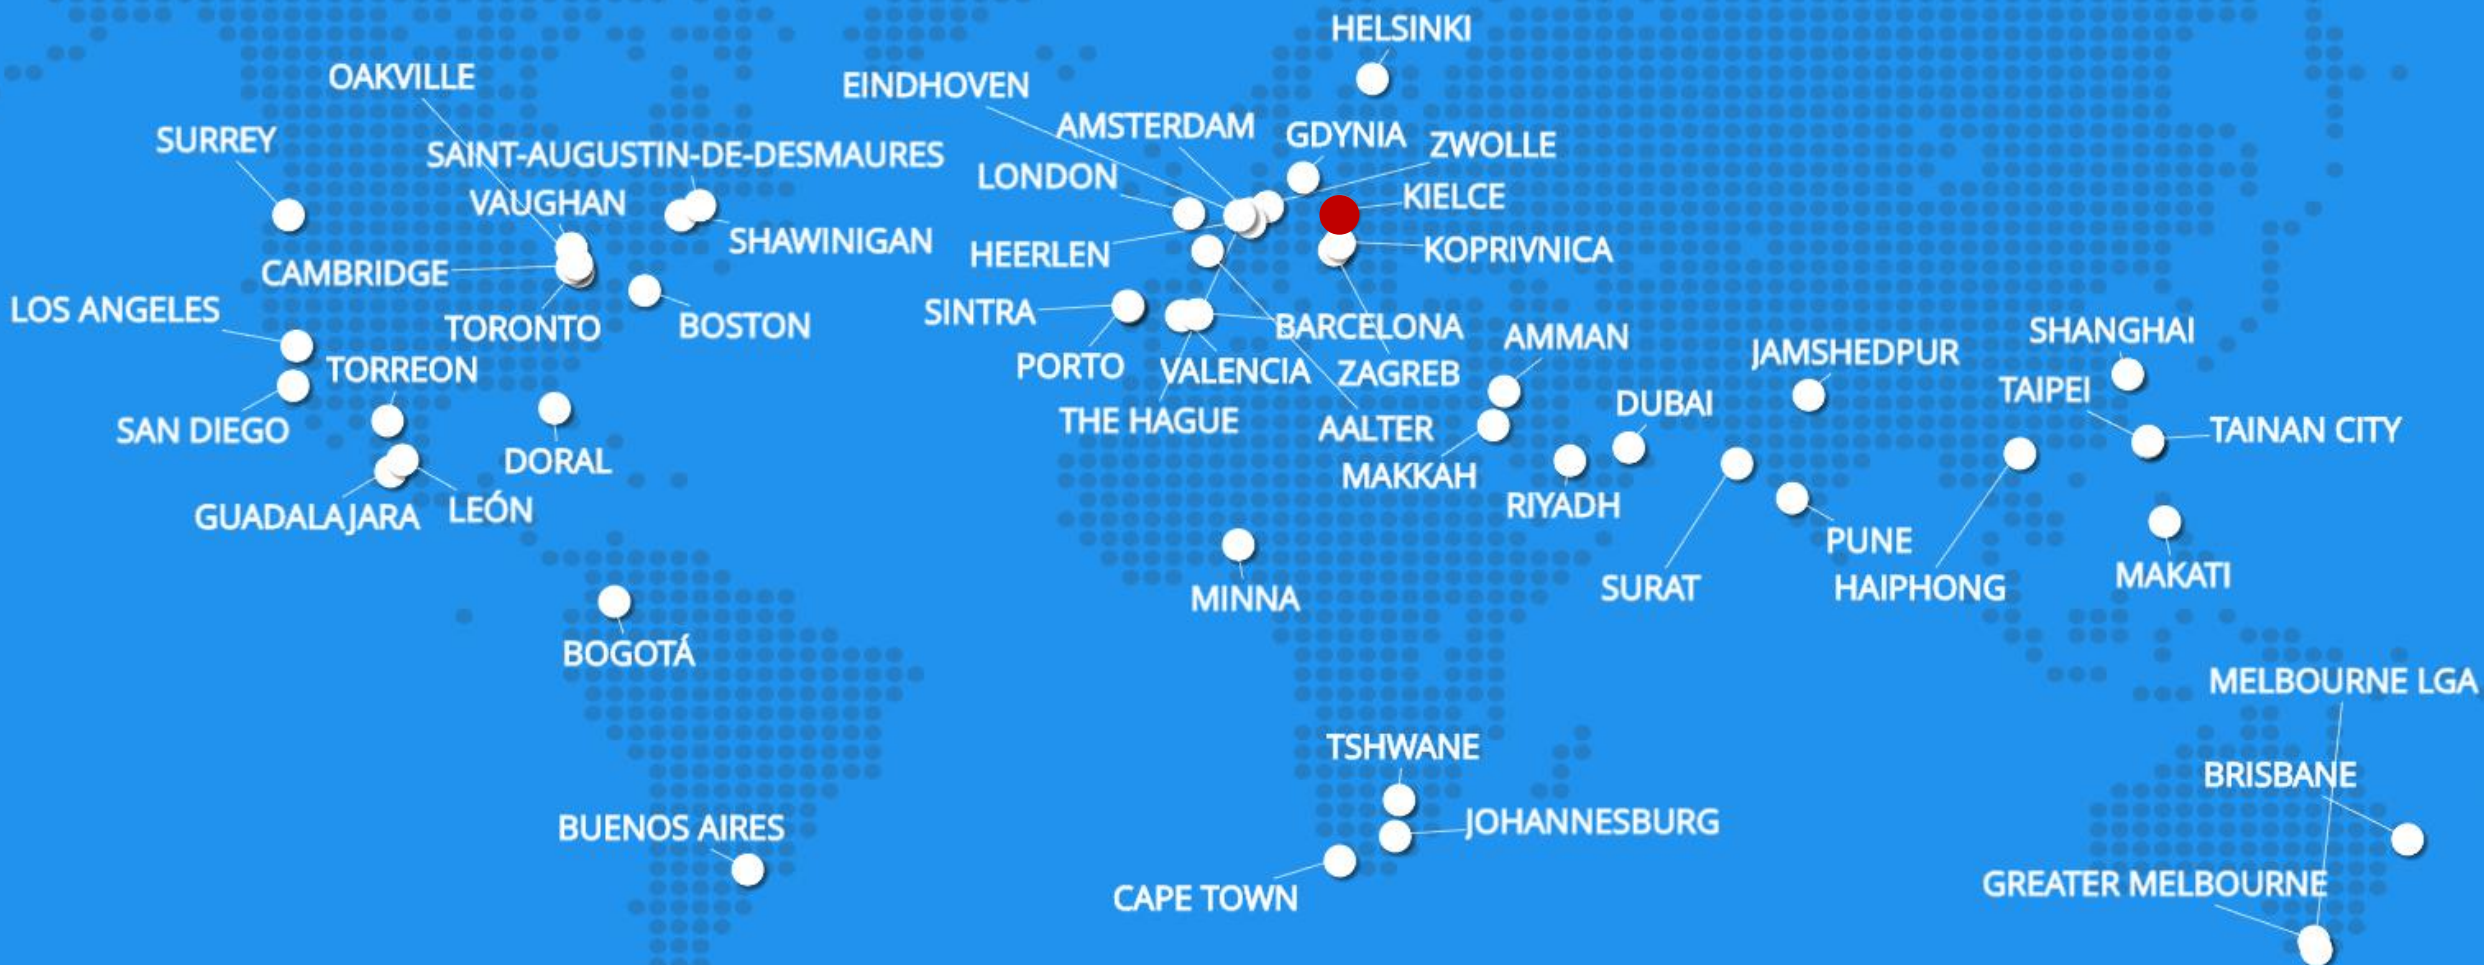 HELSINKI
OAKVILLE
EINDHOVEN
AMSTERDAM
GDYNIA
ZWOLLE
SURREY
SAINT-AUGUSTIN-DE-DESMAURES
LONDON
KIELCE
VAUGHAN
SHAWINIGAN
HEERLEN
KOPRIVNICA
CAMBRIDGE
LOS ANGELES
SINTRA
TORONTO
BOSTON
BARCELONA
AMMAN
SHANGHAI
JAMSHEDPUR
TORREON
PORTO
VALENCIA
ZAGREB
TAIPEI
DUBAI
SAN DIEGO
THE HAGUE
AALTER
TAINAN CITY
DORAL
MAKKAH
GUADALAJARA
LEÓN
RIYADH
PUNE
MAKATI
SURAT
HAIPHONG
MINNA
BOGOTÁ
MELBOURNE LGA
TSHWANE
BRISBANE
BUENOS AIRES
JOHANNESBURG
GREATER MELBOURNE
CAPE TOWN